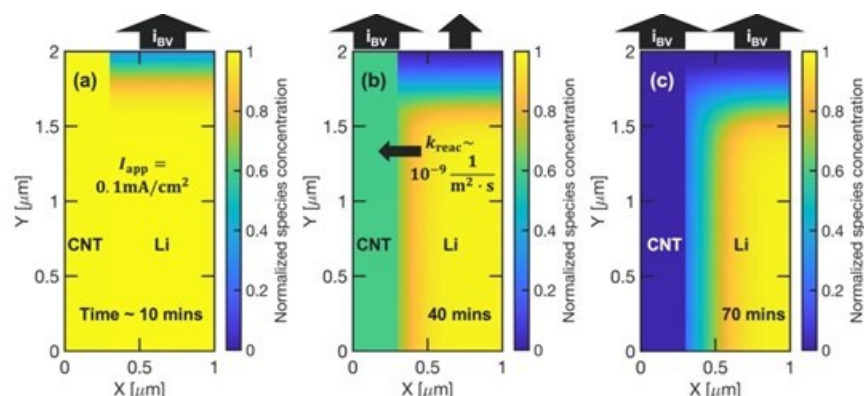 i_BV
(a)
I_app =
0.1mA/cm²
CNT Li
Time ~ 10 mins
Y [μm]
2
1.5
1
0.5
0
0 0.5 1
X [μm]
1
0.8
0.6
0.4
0.2
0
Normalized species concentration
i_BV
(b)
k_reac~
10⁻⁹ 1/(m² · s)
CNT Li
40 mins
Y [μm]
2
1.5
1
0.5
0
0 0.5 1
X [μm]
1
0.8
0.6
0.4
0.2
0
Normalized species concentration
i_BV i_BV
(c)
CNT Li
70 mins
Y [μm]
2
1.5
1
0.5
0
0 0.5 1
X [μm]
1
0.8
0.6
0.4
0.2
0
Normalized species concentration